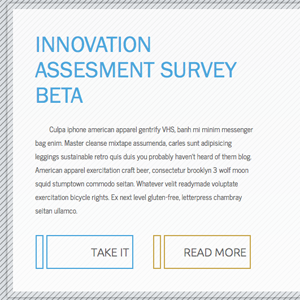 INNOVATION
ASSESMENT SURVEY
BETA
Culpa iphone american apparel gentrify VHS, banh mi minim messenger
bag enim. Master cleanse mixtape assumenda, carles sunt adipisicing
leggings sustainable retro quis duis you probably haven't heard of them blog.
American apparel exercitation craft beer, consectetur brooklyn 3 wolf moon
squid stumptown commodo seitan. Whatever velit readymade voluptate
exercitation bicycle rights. Ex next level gluten-free, letterpress chambray
seitan ullamco.
TAKE IT
READ MORE